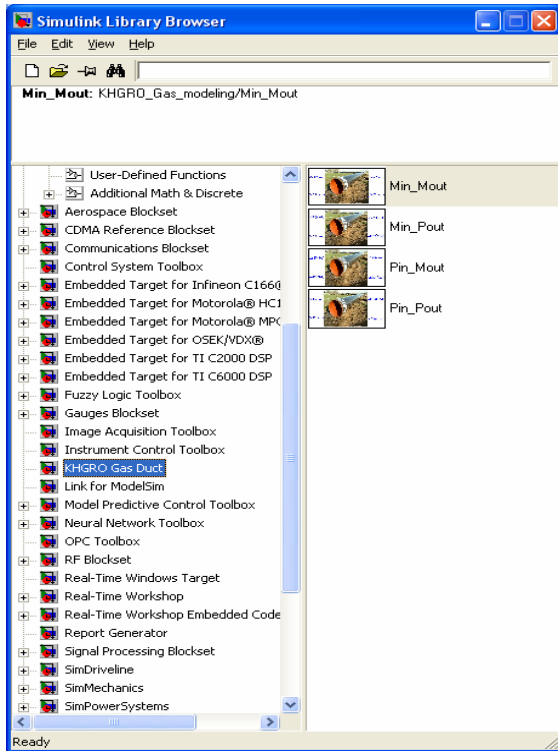 Simulink Library Browser
File Edit View Help
Min_Mout: KHGRO_Gas_modeling/Min_Mout
User-Defined Functions
Additional Math & Discrete
Aerospace Blockset
CDMA Reference Blockset
Communications Blockset
Control System Toolbox
Embedded Target for Infineon C166®
Embedded Target for Motorola® HC1
Embedded Target for Motorola® MPC
Embedded Target for OSEK/VDX®
Embedded Target for TI C2000 DSP
Embedded Target for TI C6000 DSP
Fuzzy Logic Toolbox
Gauges Blockset
Image Acquisition Toolbox
Instrument Control Toolbox
KHGRO Gas Duct
Link for ModelSim
Model Predictive Control Toolbox
Neural Network Toolbox
OPC Toolbox
RF Blockset
Real-Time Windows Target
Real-Time Workshop
Real-Time Workshop Embedded Code
Report Generator
Signal Processing Blockset
SimDriveline
SimMechanics
SimPowerSystems
Min_Mout
Min_Pout
Pin_Mout
Pin_Pout
Ready